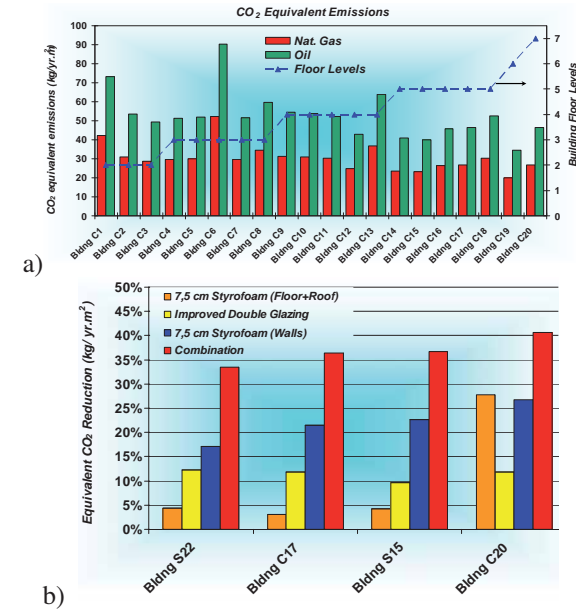 CO2 Equivalent Emissions
CO2 equivalent emissions (kg/yr.m²)
100
90
80
70
60
50
40
30
20
10
0
Nat. Gas
Oil
Floor Levels
7
6
5
4
3
2
1
0
Building Floor Levels
Bldng C1
Bldng C2
Bldng C3
Bldng C4
Bldng C5
Bldng C6
Bldng C7
Bldng C8
Bldng C9
Bldng C10
Bldng C11
Bldng C12
Bldng C13
Bldng C14
Bldng C15
Bldng C16
Bldng C17
Bldng C18
Bldng C19
Bldng C20
a)
Equivalent CO2 Reduction (kg/ yr.m²)
50%
45%
40%
35%
30%
25%
20%
15%
10%
5%
0%
7,5 cm Styrofoam (Floor+Roof)
Improved Double Glazing
7,5 cm Styrofoam (Walls)
Combination
Bldng S22
Bldng C17
Bldng S15
Bldng C20
b)